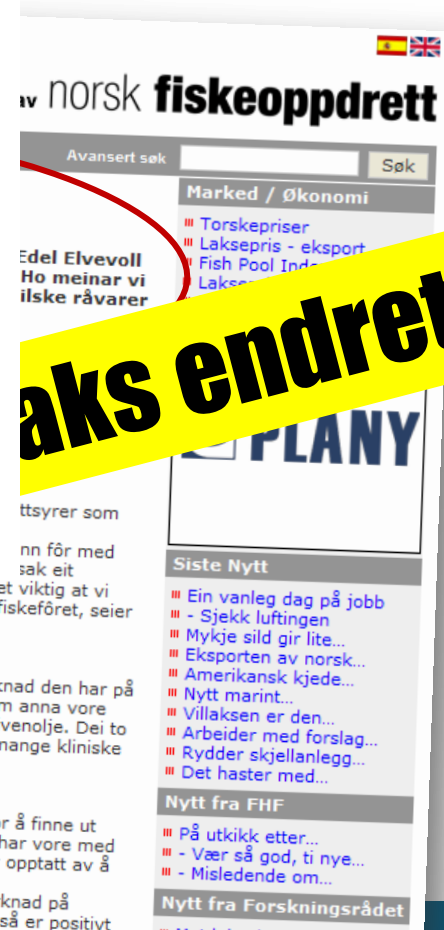 av norsk fiskeoppdrett
Avansert søk
Søk
Edel Elvevoll
Ho meinar vi
ilske råvarer
Marked / Økonomi
Torskepriser
Laksepris - eksport
Fish Pool
aks endret
PLANY
ttsyrer som
nn fôr med
sak eit
et viktig at vi
fiskefôret, seier
knad den har på
m anna vore
venolje. Dei to
mange kliniske
r å finne ut
har vore med
opptatt av å
knad på
så er positivt
Siste Nytt
Ein vanleg dag på jobb
- Sjekk luftingen
Mykje sild gir lite...
Eksporten av norsk...
Amerikansk kjede...
Nytt marint...
Villaksen er den...
Arbeider med forslag...
Rydder skjellanlegg...
Det haster med...
Nytt fra FHF
På utkikk etter...
- Vær så god, ti nye...
- Misledende om...
Nytt fra Forskningsrådet